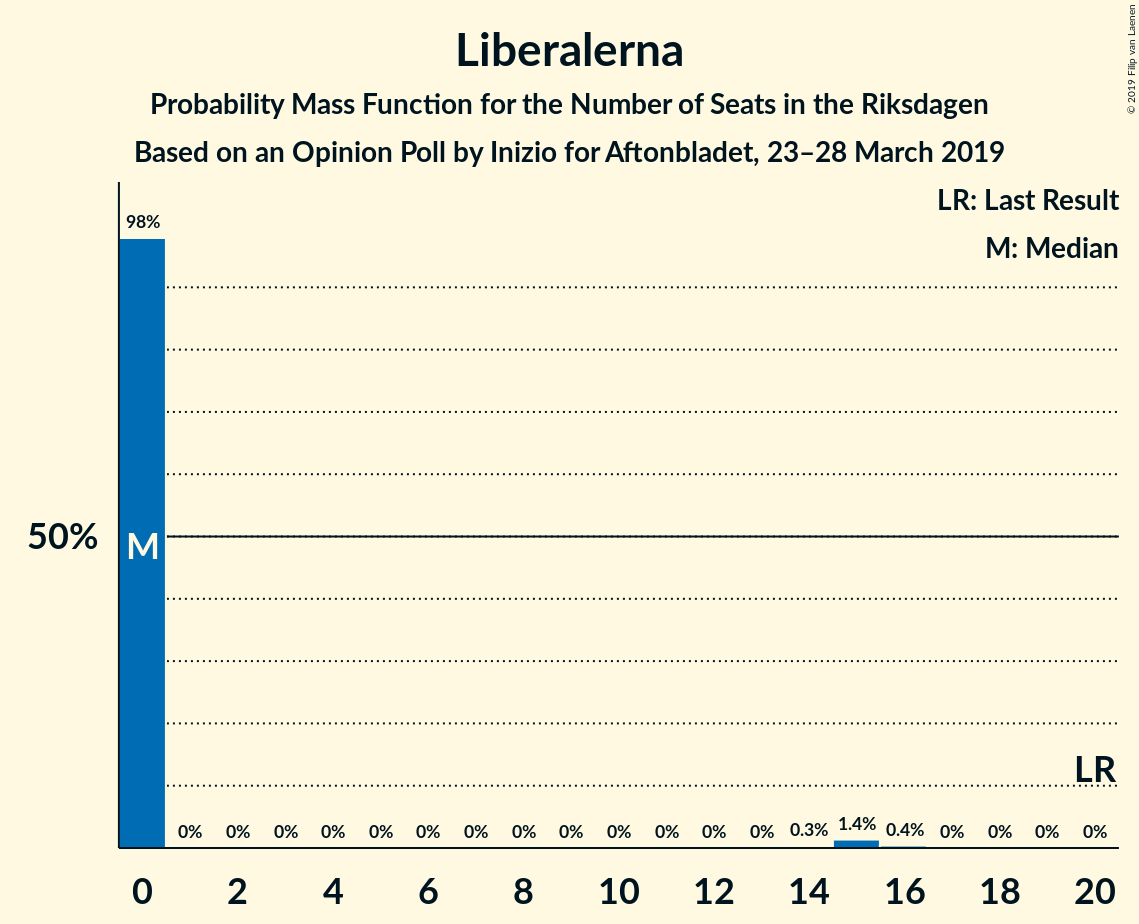 Liberalerna
Probability Mass Function for the Number of Seats in the Riksdagen
Based on an Opinion Poll by Inizio for Aftonbladet, 23–28 March 2019
© 2019 Filip van Laenen
LR: Last Result
M: Median
98%
50%
M
LR
0% 0% 0% 0% 0% 0% 0% 0% 0% 0% 0% 0% 0% 0.3% 1.4% 0.4% 0% 0% 0% 0%
0 2 4 6 8 10 12 14 16 18 20